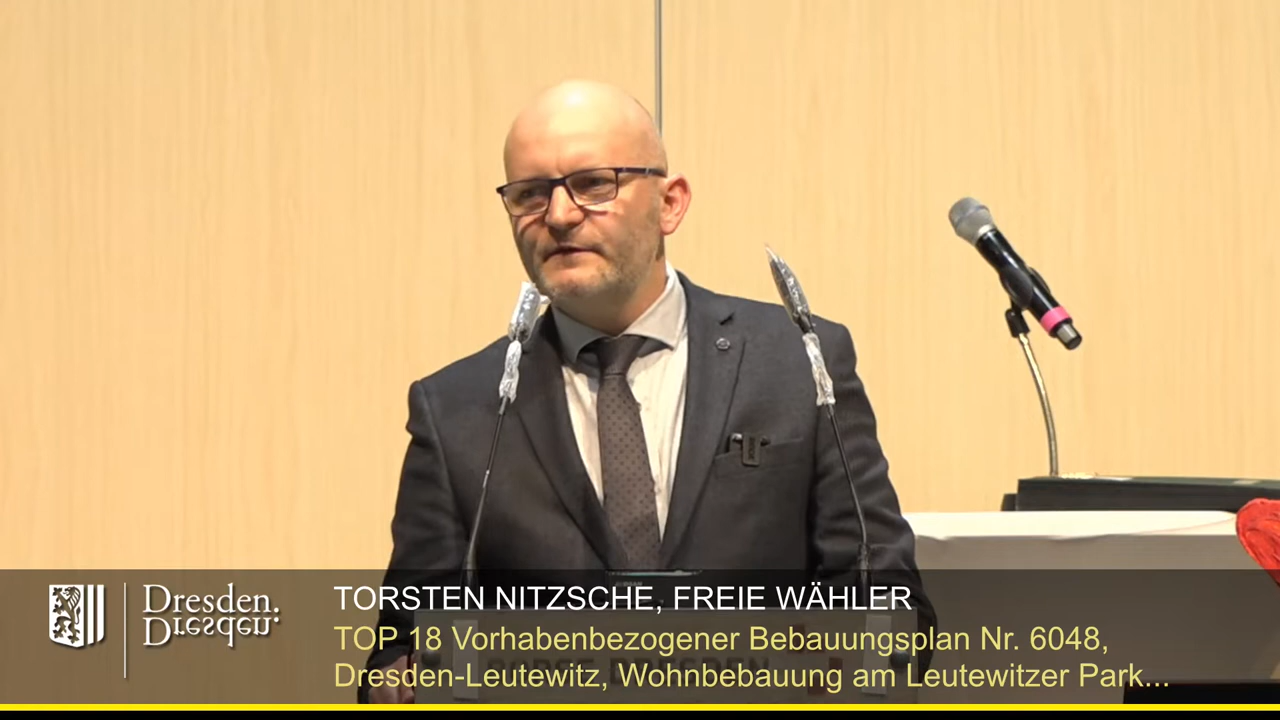 Dresden.
TORSTEN NITZSCHE, FREIE WÄHLER
TOP 18 Vorhabenbezogener Bebauungsplan Nr. 6048,
Dresden-Leutewitz, Wohnbebauung am Leutewitzer Park...